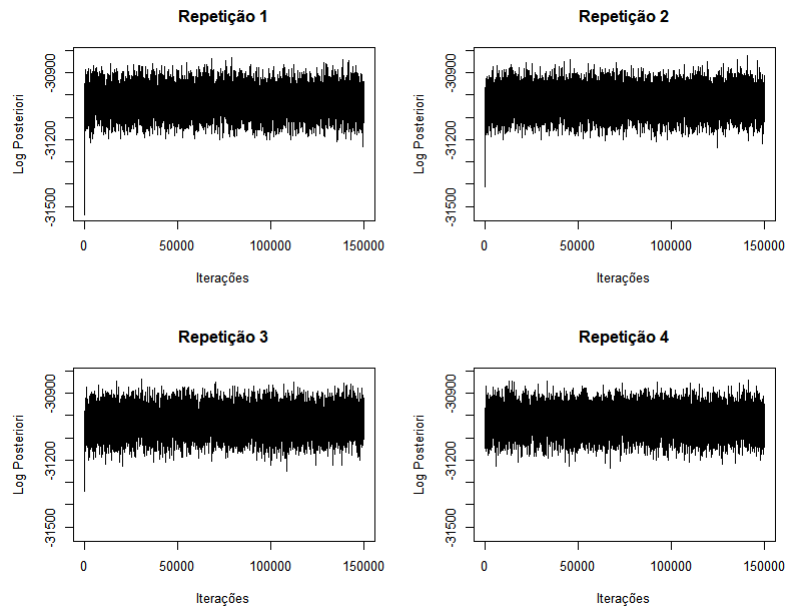 Repetição 1
Log Posteriori
-30900
-31200
-31500
0 50000 100000 150000
Iterações
Repetição 2
Log Posteriori
-30900
-31200
-31500
0 50000 100000 150000
Iterações
Repetição 3
Log Posteriori
-30900
-31200
-31500
0 50000 100000 150000
Iterações
Repetição 4
Log Posteriori
-30900
-31200
-31500
0 50000 100000 150000
Iterações